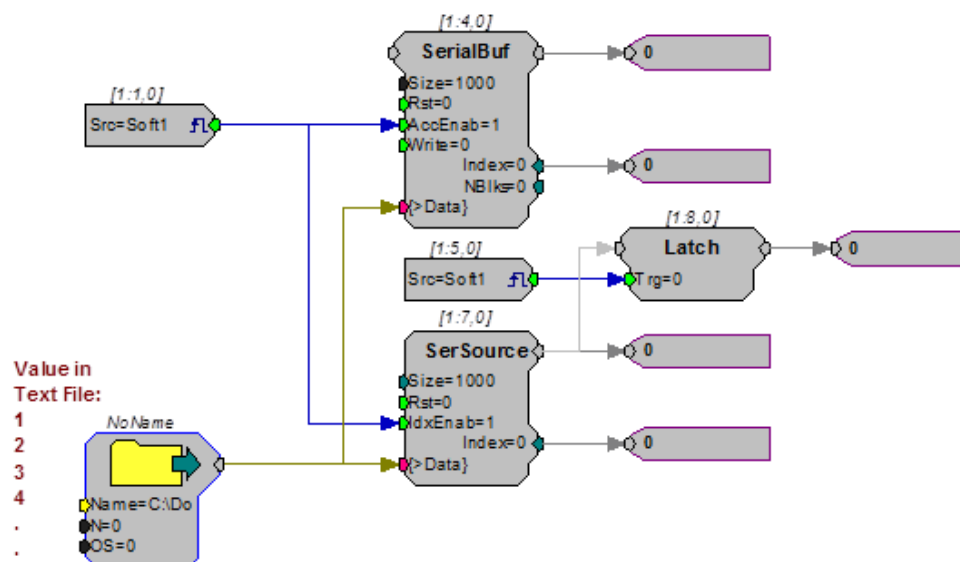 [1:4,0]
SerialBuf
0
Size=1000
Rst=0
[1:1,0]
Src=Soft1
AccEnab=1
Write=0
Index=0
0
NBlks=0
{>Data}
[1:8,0]
Latch
0
[1:5,0]
Src=Soft1
Trg=0
[1:7,0]
SerSource
0
Size=1000
Rst=0
IdxEnab=1
Index=0
0
{>Data}
Value in
Text File:
1
2
3
4
.
.
NoName
Name=C:\Do
N=0
OS=0